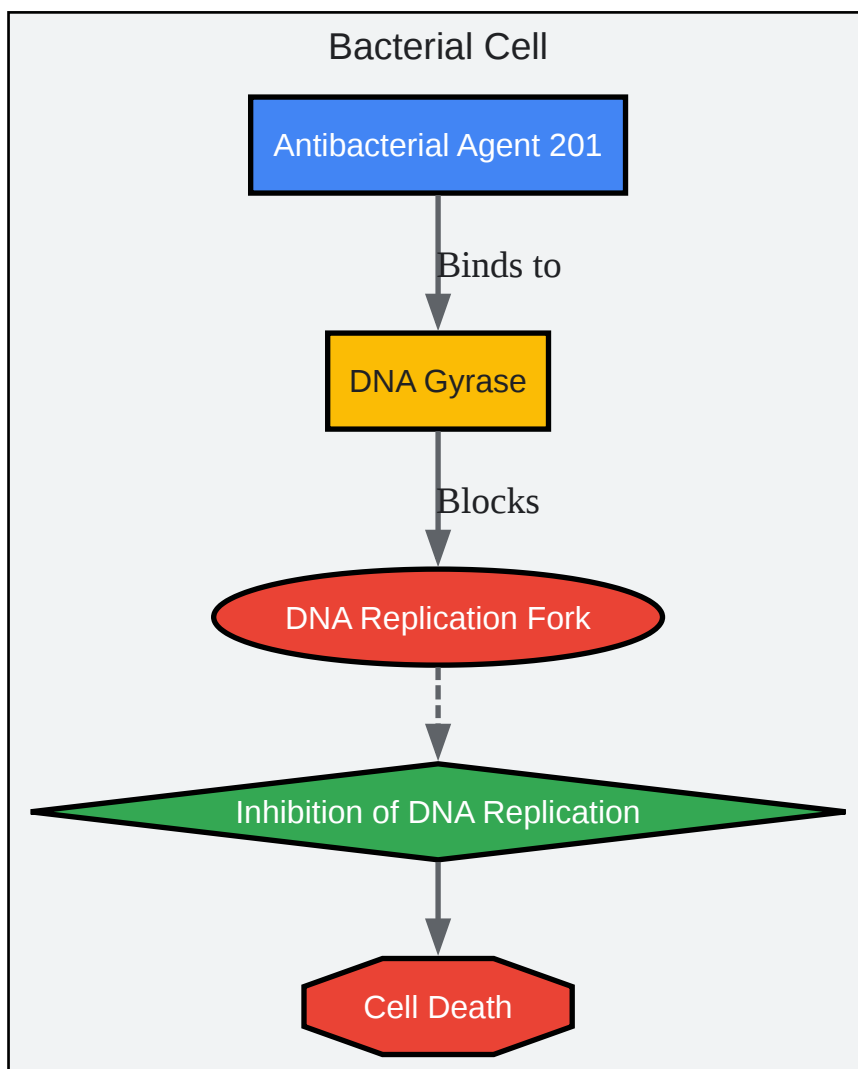 Bacterial Cell
Antibacterial Agent 201
Binds to
DNA Gyrase
Blocks
DNA Replication Fork
Inhibition of DNA Replication
Cell Death